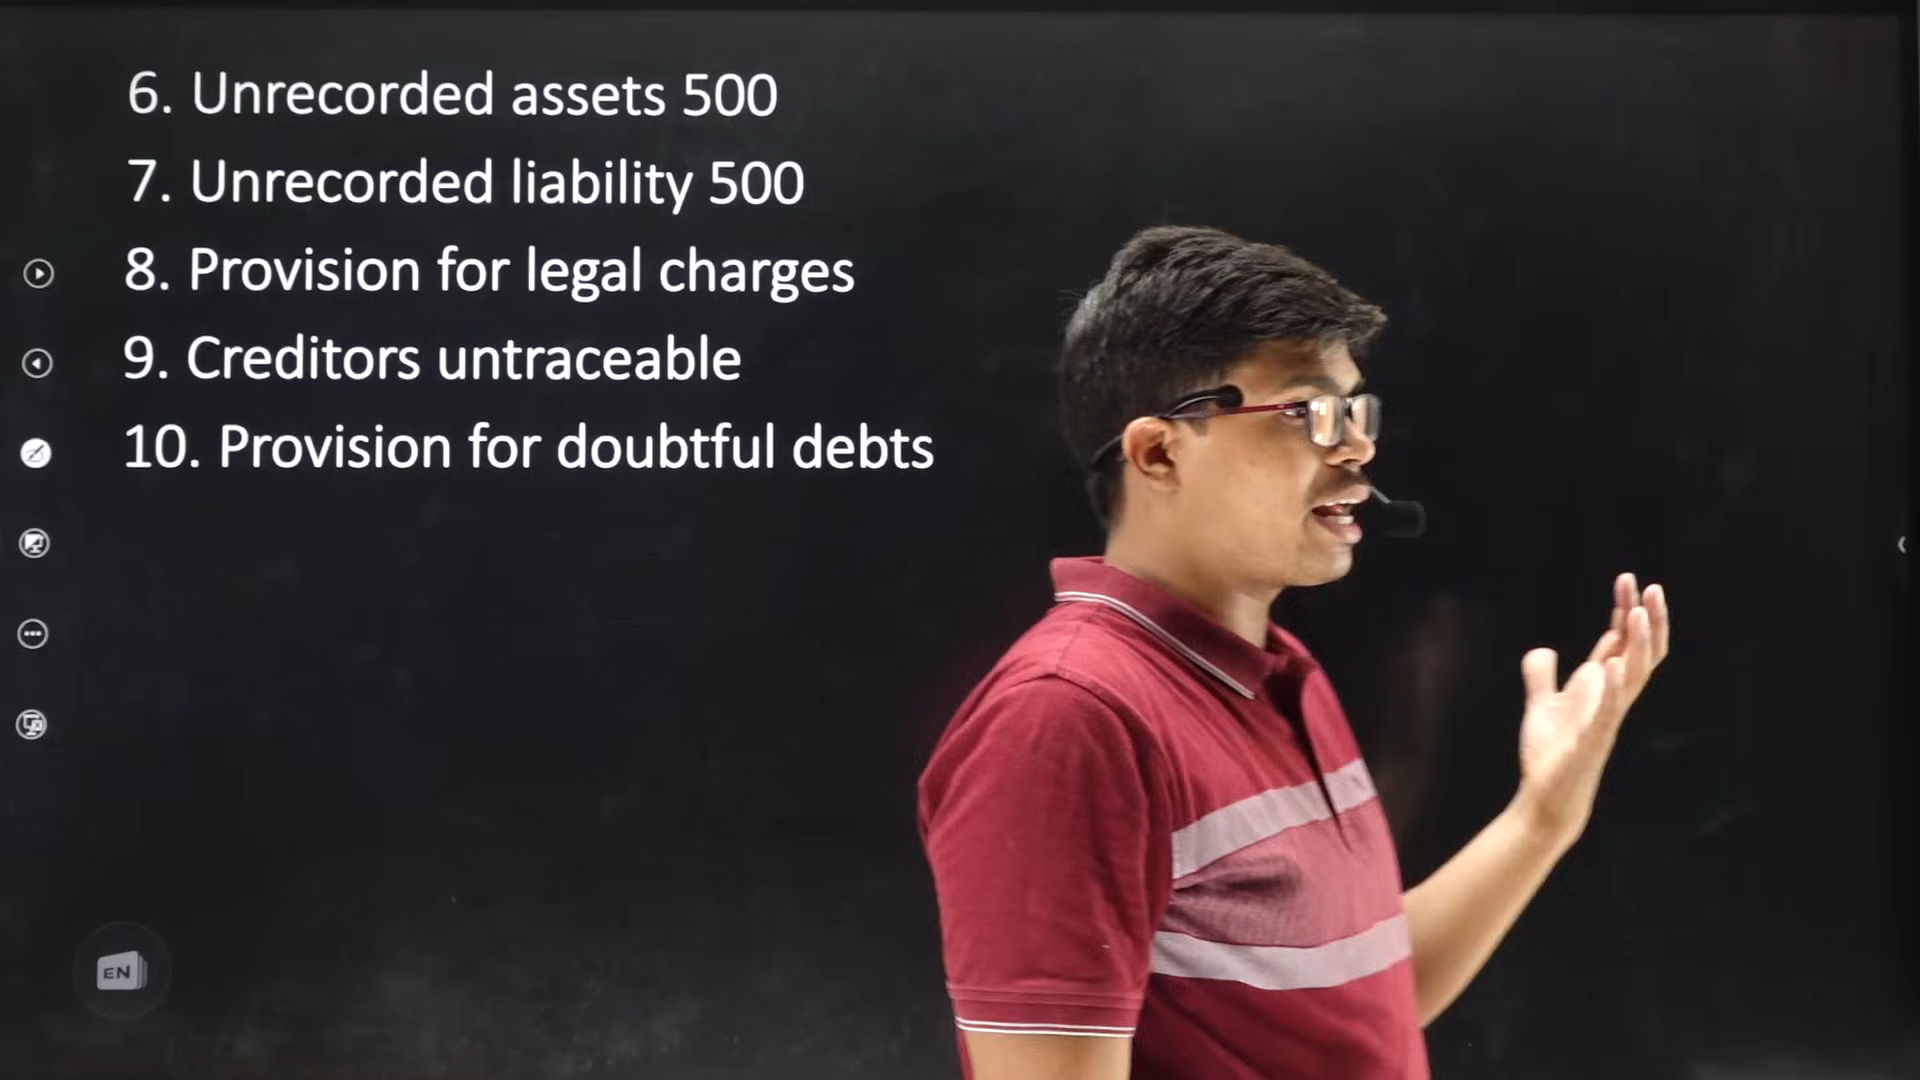 6. Unrecorded assets 500
7. Unrecorded liability 500
8. Provision for legal charges
9. Creditors untraceable
10. Provision for doubtful debts
EN